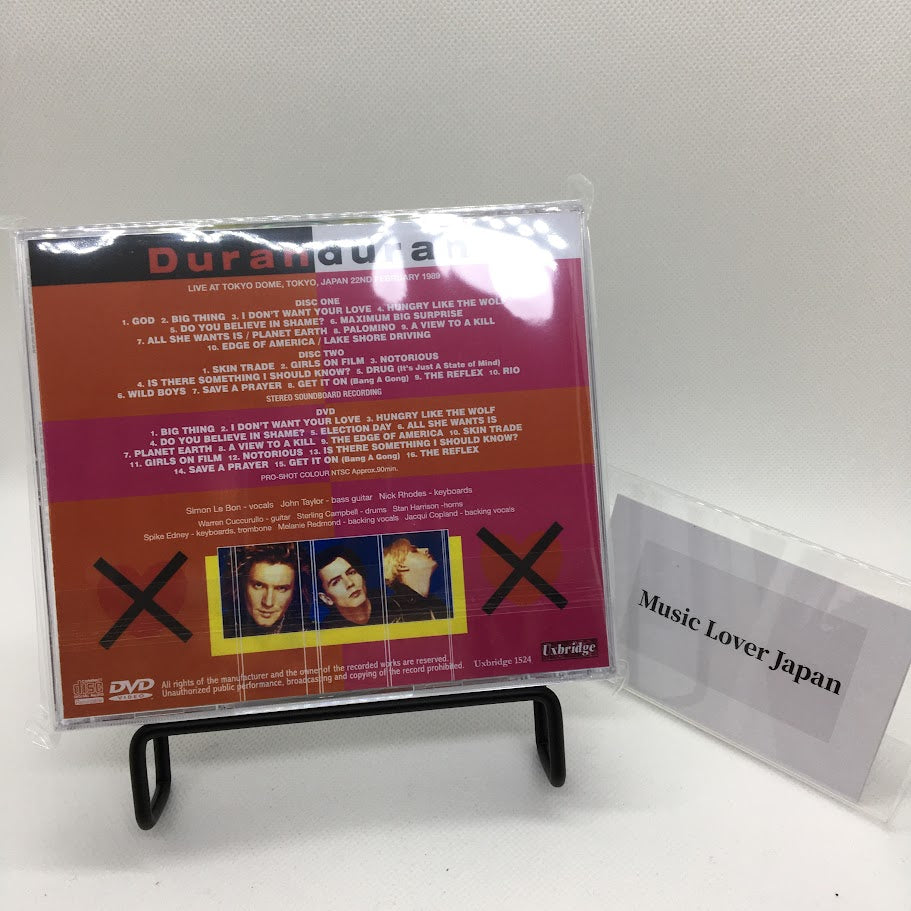 Duranduran
LIVE AT TOKYO DOME, TOKYO, JAPAN 22ND FEBRUARY 1989
DISC ONE
1. GOD 2. BIG THING 3. I DON'T WANT YOUR LOVE 4. HUNGRY LIKE THE WOLF
5. DO YOU BELIEVE IN SHAME? 6. MAXIMUM BIG SURPRISE
7. ALL SHE WANTS IS / PLANET EARTH 8. PALOMINO 9. A VIEW TO A KILL
10. EDGE OF AMERICA / LAKE SHORE DRIVING
DISC TWO
1. SKIN TRADE 2. GIRLS ON FILM 3. NOTORIOUS
4. IS THERE SOMETHING I SHOULD KNOW? 5. DRUG (It's Just A State of Mind)
6. WILD BOYS 7. SAVE A PRAYER 8. GET IT ON (Bang A Gong) 9. THE REFLEX 10. RIO
STEREO SOUNDBOARD RECORDING
DVD
1. BIG THING 2. I DON'T WANT YOUR LOVE 3. HUNGRY LIKE THE WOLF
4. DO YOU BELIEVE IN SHAME? 5. ELECTION DAY 6. ALL SHE WANTS IS
7. PLANET EARTH 8. A VIEW TO A KILL 9. THE EDGE OF AMERICA 10. SKIN TRADE
11. GIRLS ON FILM 12. NOTORIOUS 13. IS THERE SOMETHING I SHOULD KNOW?
14. SAVE A PRAYER 15. GET IT ON (Bang A Gong) 16. THE REFLEX
PRO-SHOT COLOUR NTSC Approx.90min.
Simon Le Bon - vocals John Taylor - bass guitar Nick Rhodes - keyboards
Warren Cuccurullo - guitar Sterling Campbell - drums Stan Harrison - horns
Spike Edney - keyboards, trombone Melanie Redmond - backing vocals Jacqui Copland - backing vocals
Uxbridge
All rights of the manufacturer and the owner of the recorded works are reserved.
Unauthorized public performance, broadcasting and copying of the record prohibited.
Uxbridge 1524
disc
DVD
VIDEO
Music Lover Japan